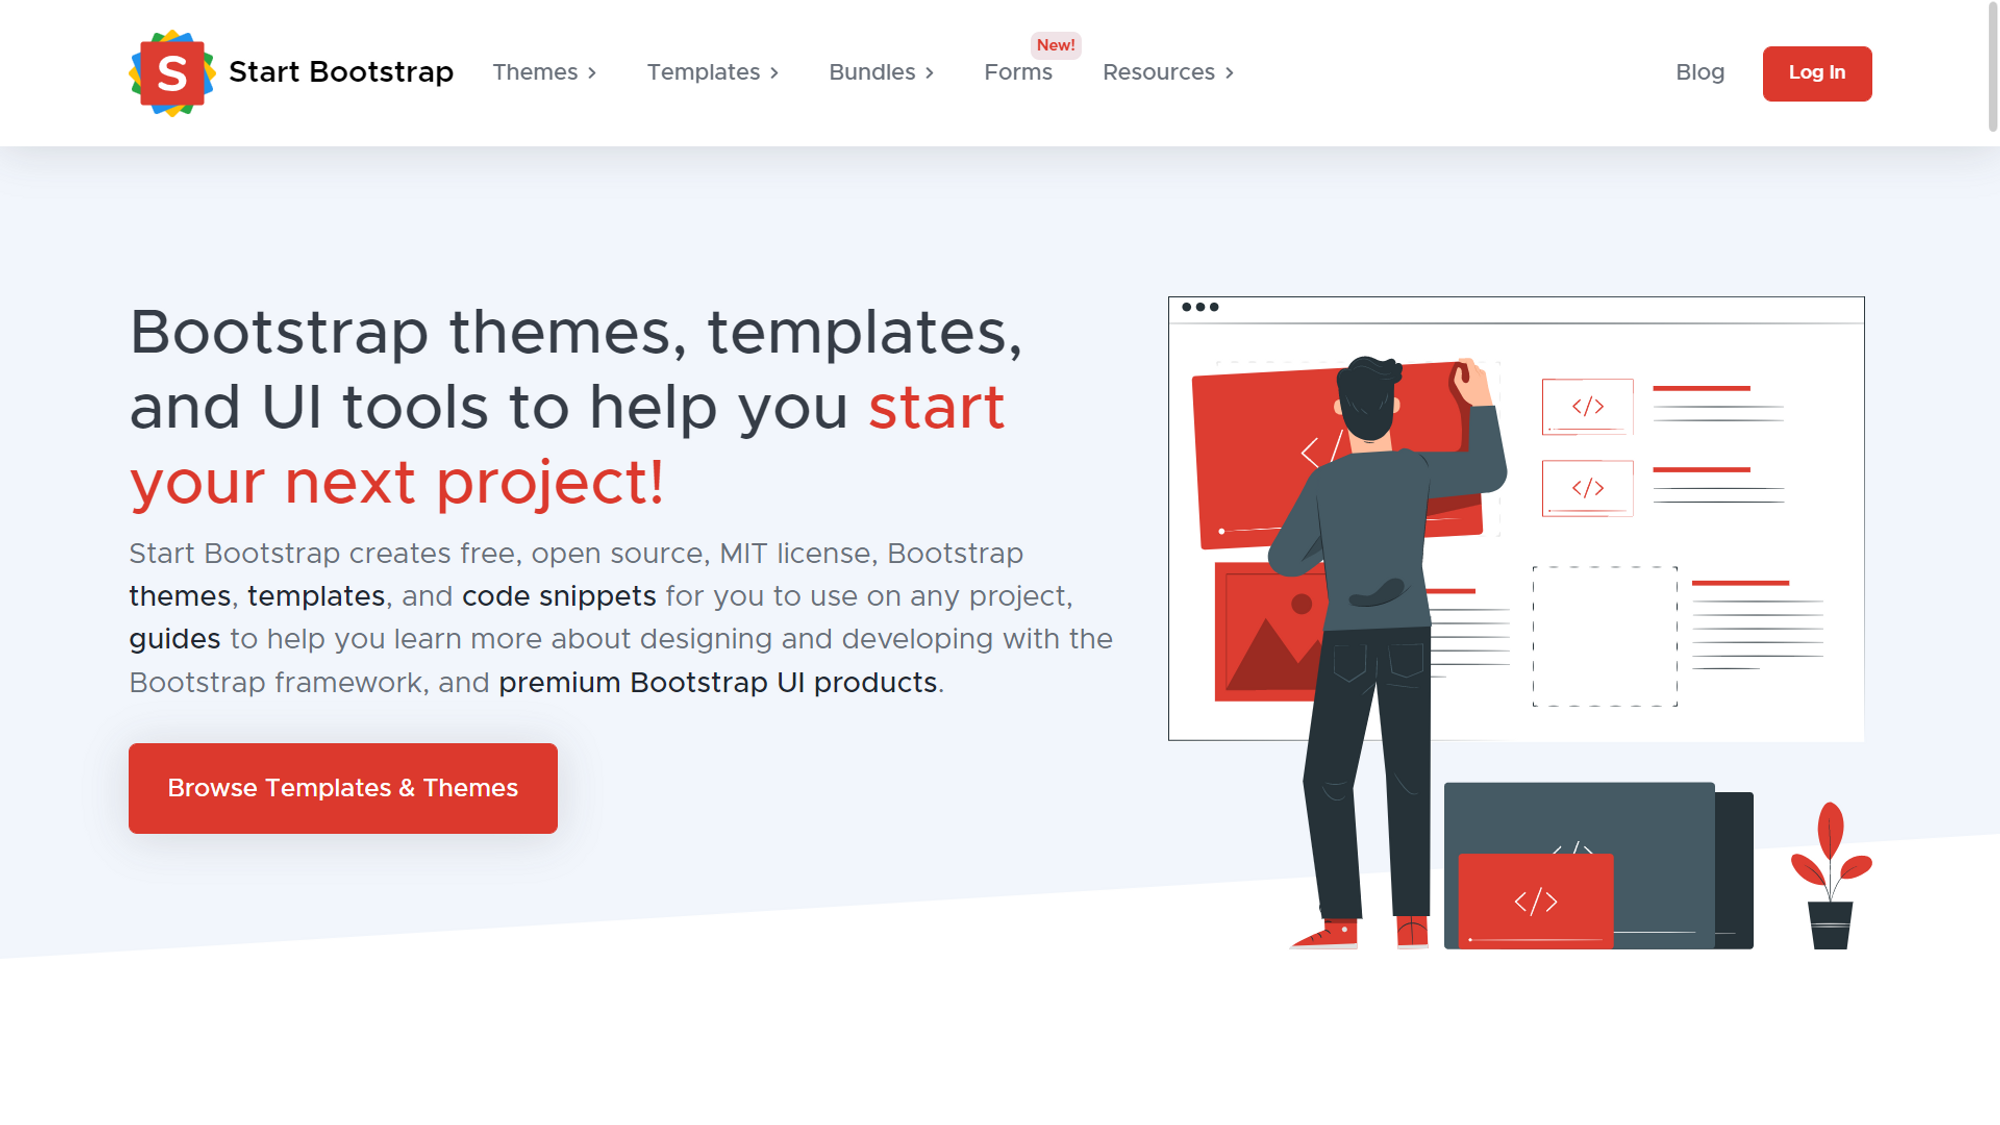 S Start Bootstrap Themes Templates Bundles Forms New! Resources Blog Log In
Bootstrap themes, templates,
and UI tools to help you start
your next project!
Start Bootstrap creates free, open source, MIT license, Bootstrap
themes, templates, and code snippets for you to use on any project,
guides to help you learn more about designing and developing with the
Bootstrap framework, and premium Bootstrap UI products.
Browse Templates & Themes